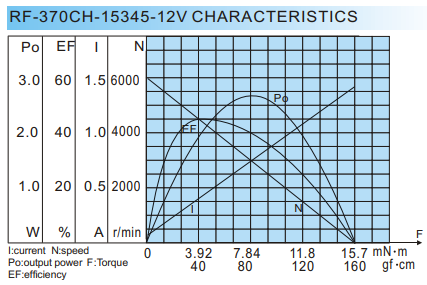 RF-370CH-15345-12V CHARACTERISTICS
Po EF I N
3.0 60 1.5 6000
Po
2.0 40 1.0 4000
EF
1.0 20 0.5 2000
I N
W % A r/min
F
0 3.92 7.84 11.8 15.7 mN·m
40 80 120 160 gf·cm
I:current N:speed
Po:output power F:Torque
EF:efficiency